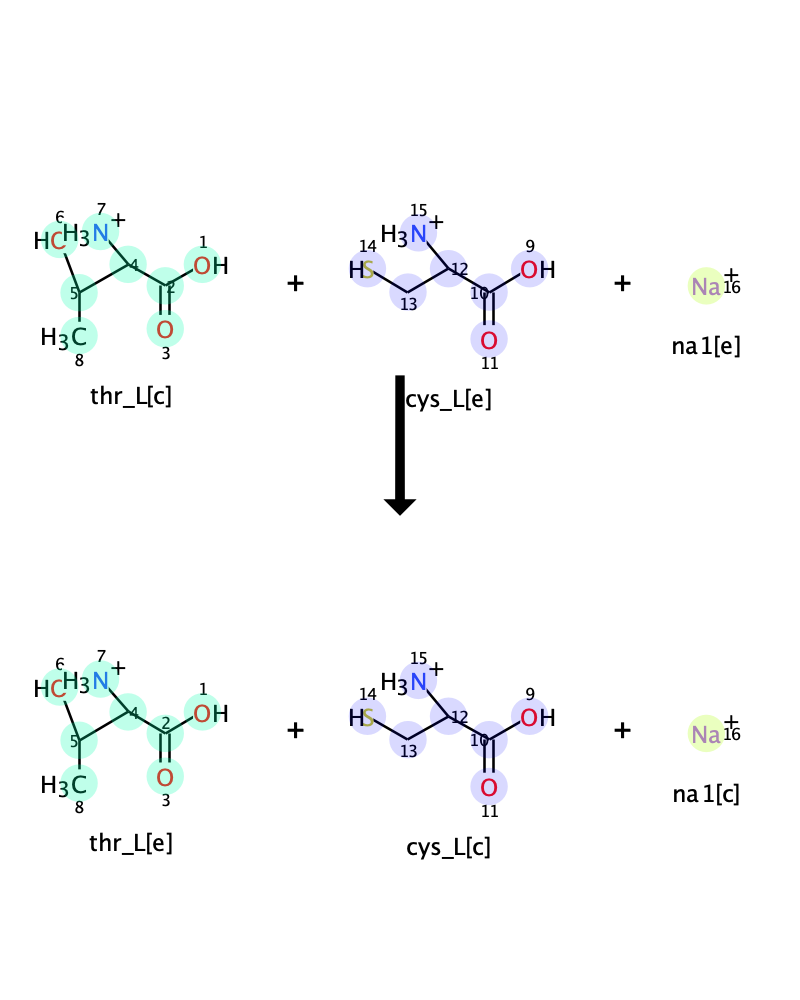 6 7 + 15 +
HO H3N 1 H3N 9
14
4 OH HS 12 OH +
5 2 + 10 + Na 16
13
H3C O O na1[e]
8 3 11
thr_L[c] cys_L[e]
6 7 + 15 +
HO H3N 1 H3N 9
14
4 OH HS 12 OH +
5 2 + 10 + Na 16
13
H3C O O na1[c]
8 3 11
thr_L[e] cys_L[c]